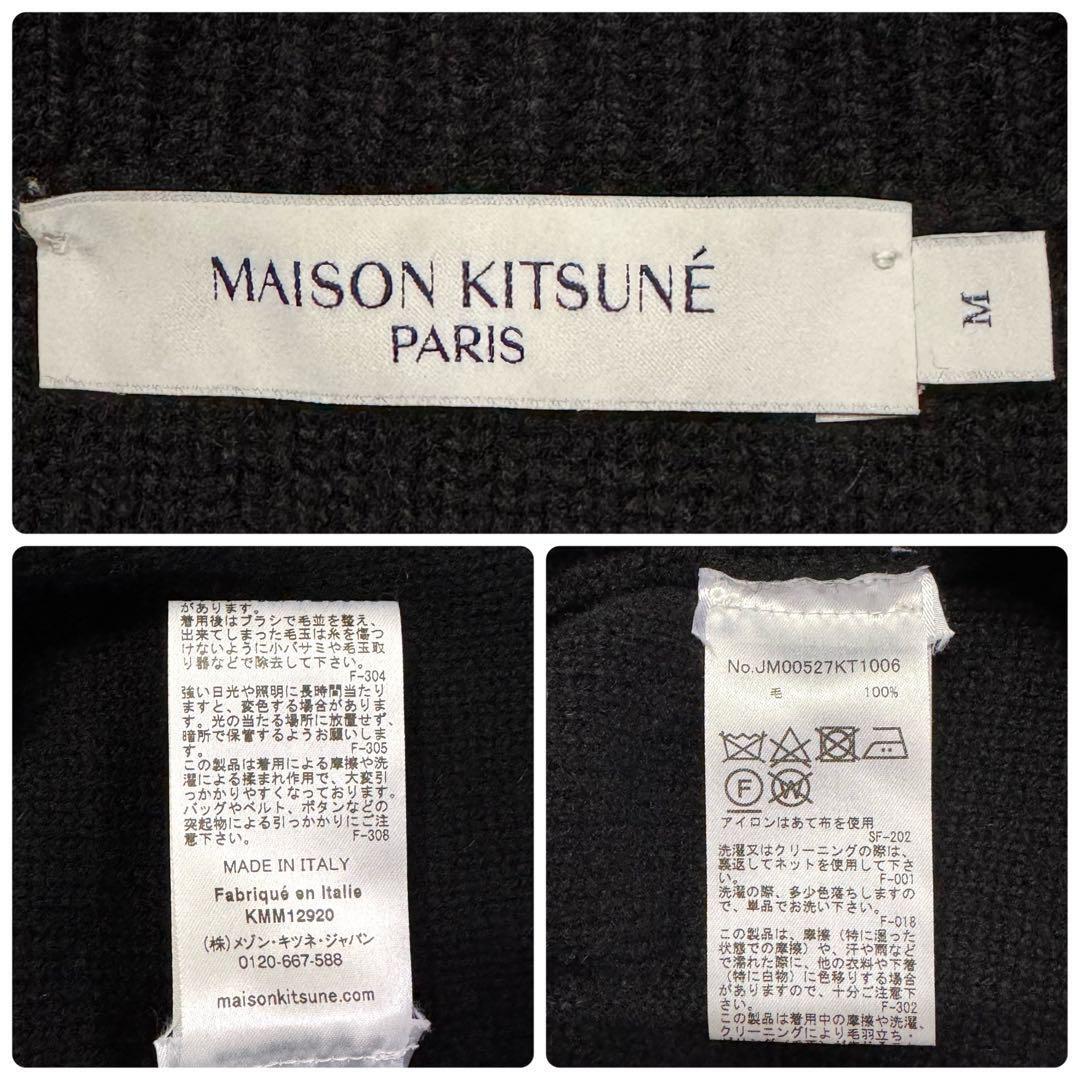 MAISON KITSUNÉ
PARIS
M
があります。
着用後はブラシで毛並を整え、
出来てしまった毛玉は糸を傷つ
けないように小バサミや毛玉取
り器などで除去して下さい。
F-304
強い日光や照明に長時間当たり
ますと、変色する場合がありま
す。光の当たる場所に放置せず、
暗所で保管するようお願いしま
す。
F-305
この製品は着用による摩擦や洗
濯による揉まれ作用で、大変引
っかかりやすくなっております。
バッグやベルト、ボタンなどの
突起物による引っかかりにご注
意下さい。
F-308
MADE IN ITALY
Fabriqué en Italie
KMM12920
(株)メゾン・キツネ・ジャパン
0120-667-588
maisonkitsune.com
No.JM00527KT1006
毛 100%
F W
アイロンはあて布を使用
SF-202
洗濯又はクリーニングの際は、
裏返してネットを使用して下さ
い。
F-001
洗濯の際、多少色落ちしますの
で、単品でお洗い下さい。
F-018
この製品は、摩擦(特に湿った
状態での摩擦)や、汗や雨など
で濡れた際に、他の衣料や下着
(特に白物)に色移りする場合
がありますので、十分ご注意下
さい。
F-302
この製品は着用中の摩擦や洗濯、
クリーニングにより毛羽立ち・